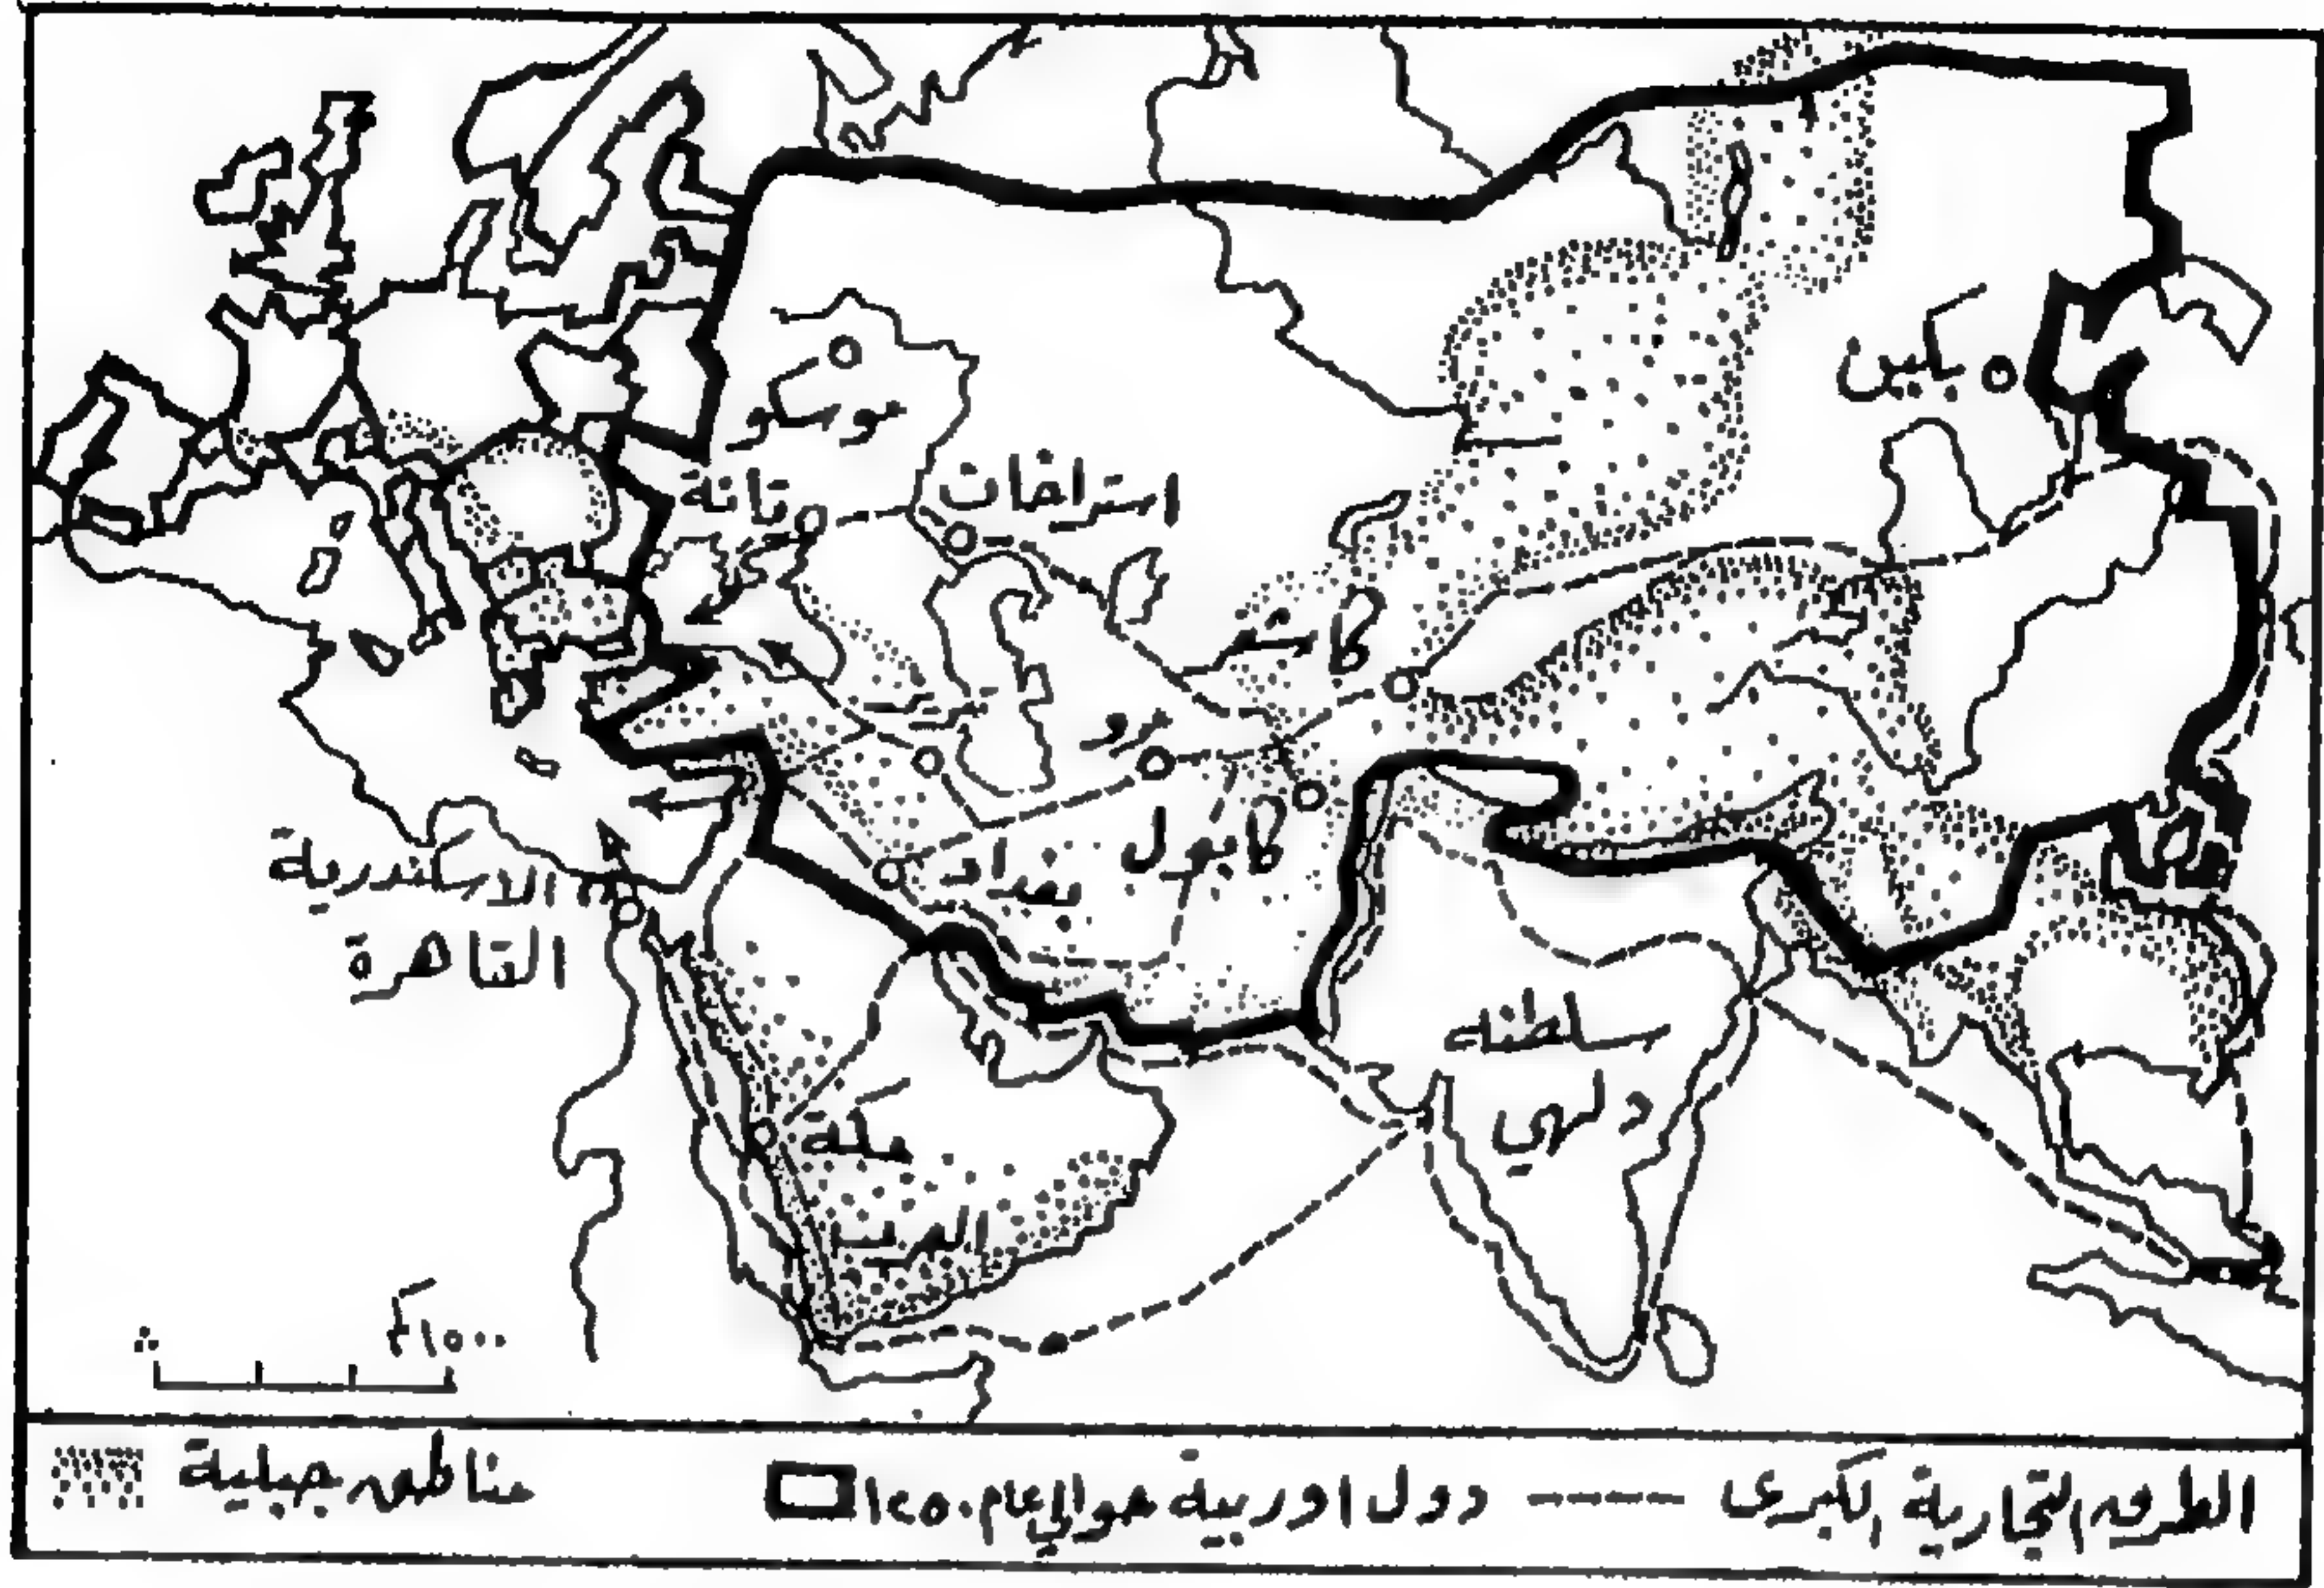 بكين
موسكو
تانة
استراخان
كاشغر
مرو
كابول
بغداد
الاسكندرية
القاهرة
سلطنة
دلهي
مكة
العرب
١٥٠٠كم
الطرق التجارية الكبرى
دول اوربية حوالي عام ١٢٥٠
مناطق جبلية